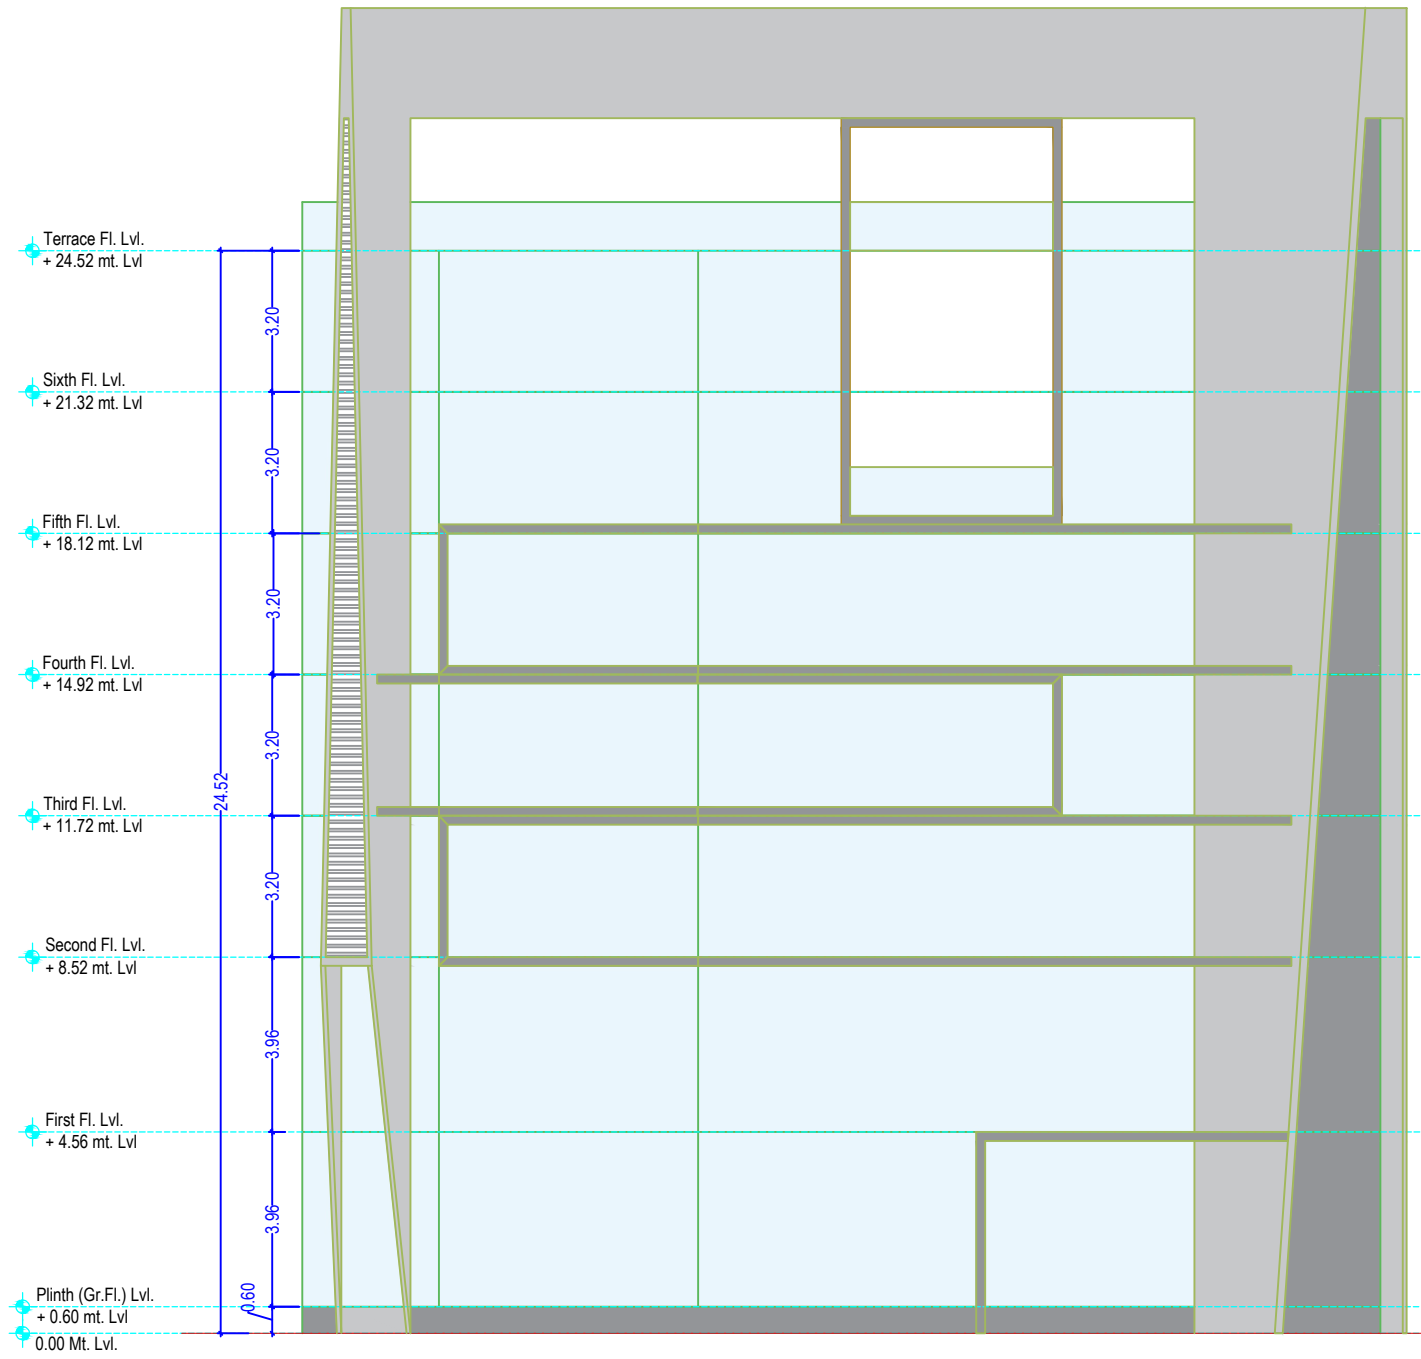 Terrace Fl. Lvl.
+ 24.52 mt. Lvl
3.20
Sixth Fl. Lvl.
+ 21.32 mt. Lvl
3.20
Fifth Fl. Lvl.
+ 18.12 mt. Lvl
3.20
Fourth Fl. Lvl.
+ 14.92 mt. Lvl
3.20
24.52
Third Fl. Lvl.
+ 11.72 mt. Lvl
3.20
Second Fl. Lvl.
+ 8.52 mt. Lvl
3.96
First Fl. Lvl.
+ 4.56 mt. Lvl
3.96
0.60
Plinth (Gr.Fl.) Lvl.
+ 0.60 mt. Lvl
0.00 Mt. Lvl.